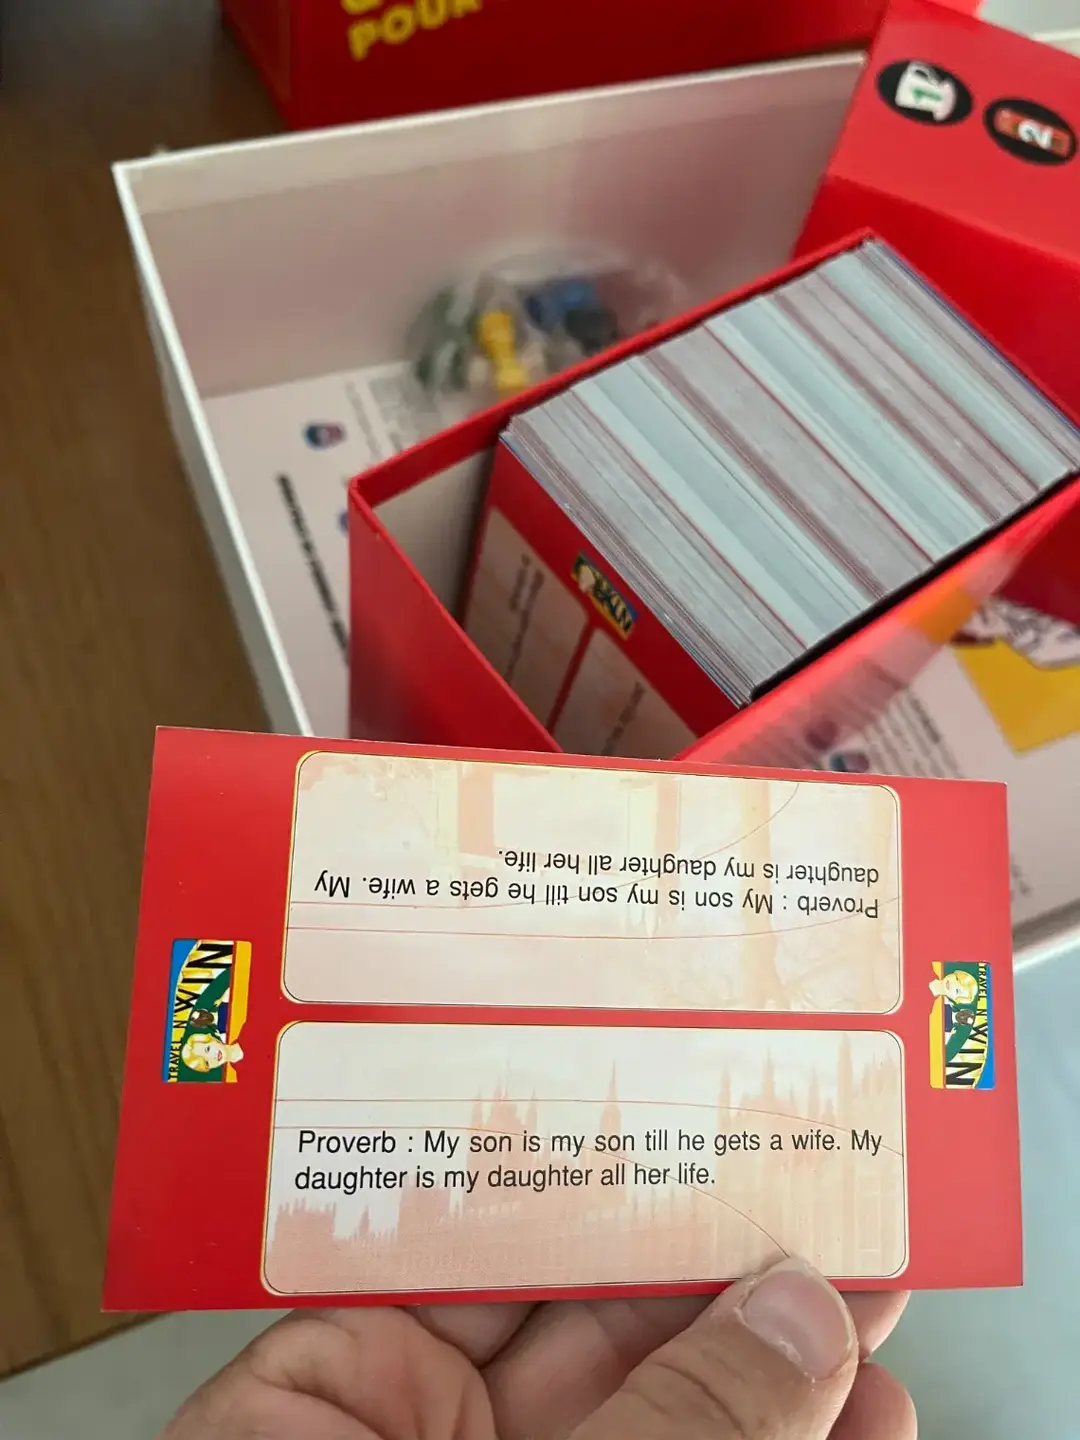 POUR
1
2
Proverb : My son is my son till he gets a wife. My
daughter is my daughter all her life.
TRAVEL N WIN
TRAVEL N WIN
Proverb : My son is my son till he gets a wife. My
daughter is my daughter all her life.